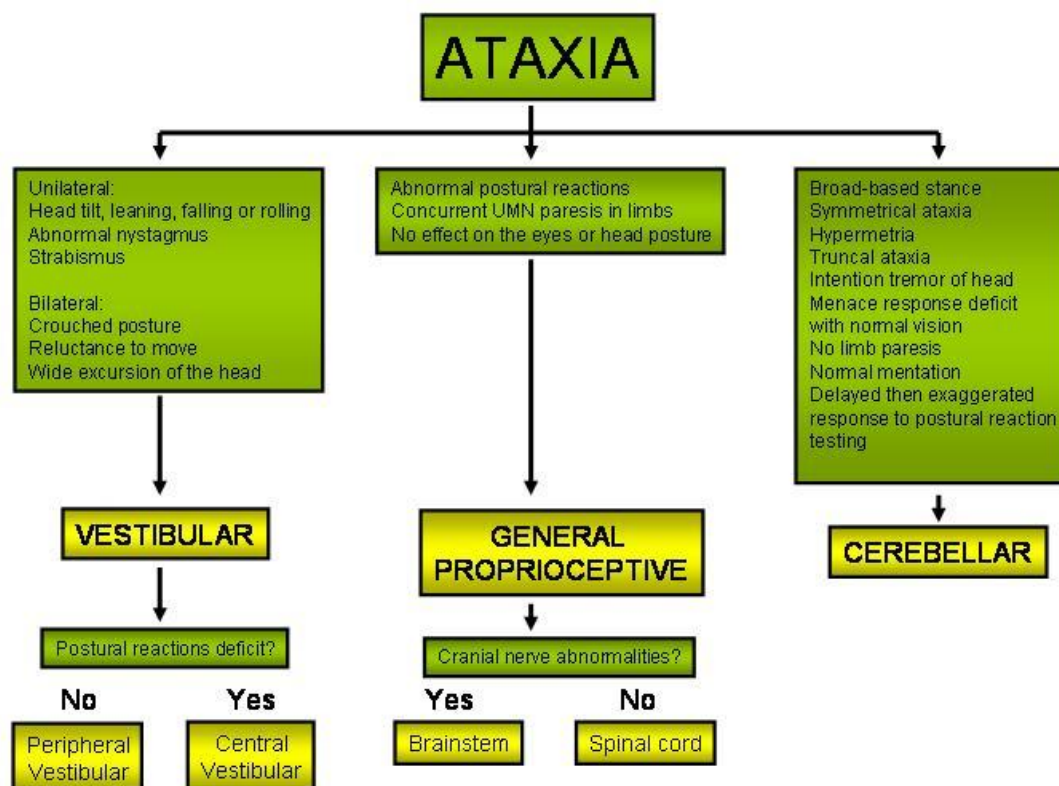 ATAXIA
Unilateral:
Head tilt, leaning, falling or rolling
Abnormal nystagmus
Strabismus
Bilateral:
Crouched posture
Reluctance to move
Wide excursion of the head
VESTIBULAR
Postural reactions deficit?
No
Yes
Peripheral
Vestibular
Central
Vestibular
Abnormal postural reactions
Concurrent UMN paresis in limbs
No effect on the eyes or head posture
GENERAL
PROPRIOCEPTIVE
Cranial nerve abnormalities?
Yes
No
Brainstem
Spinal cord
Broad-based stance
Symmetrical ataxia
Hypermetria
Truncal ataxia
Intention tremor of head
Menace response deficit
with normal vision
No limb paresis
Normal mentation
Delayed then exaggerated
response to postural reaction
testing
CEREBELLAR